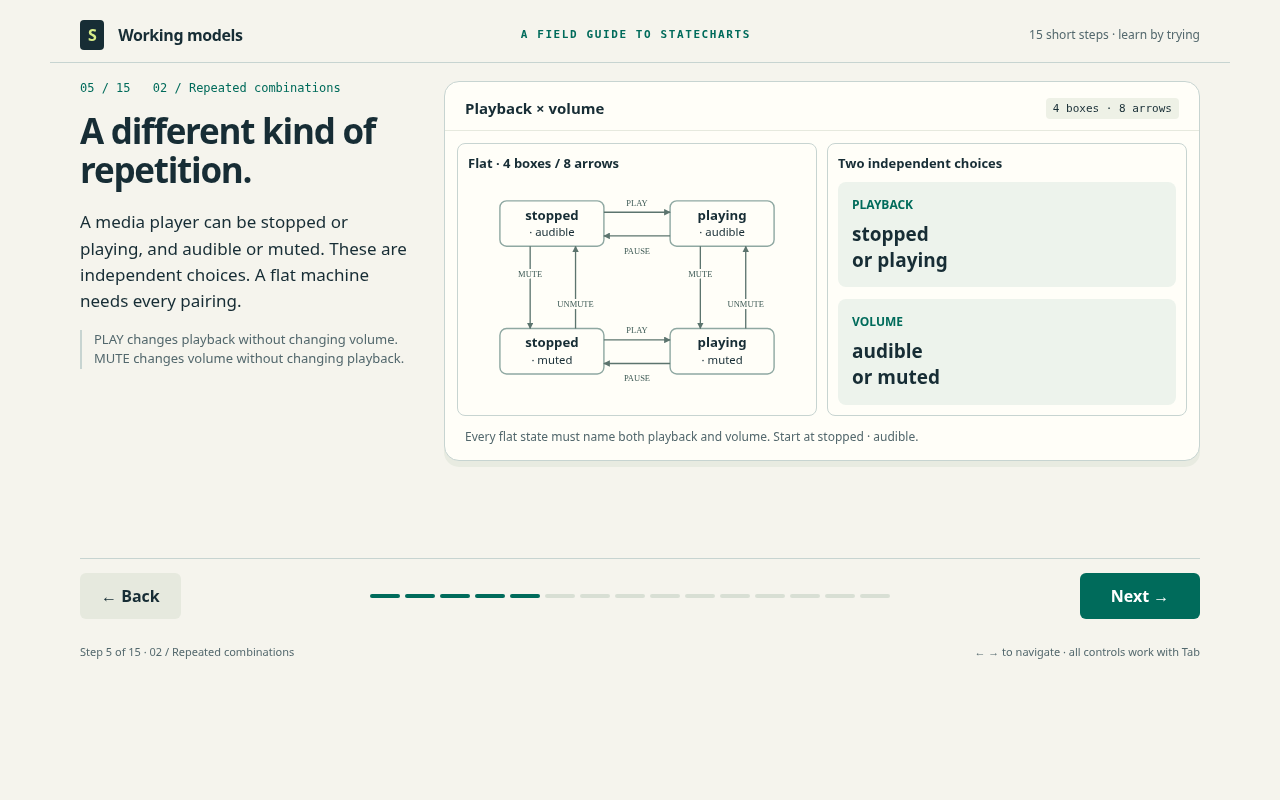 S Working models
A FIELD GUIDE TO STATECHARTS
15 short steps · learn by trying
05 / 15 02 / Repeated combinations
A different kind of
repetition.
A media player can be stopped or
playing, and audible or muted. These are
independent choices. A flat machine
needs every pairing.
PLAY changes playback without changing volume.
MUTE changes volume without changing playback.
Playback × volume
4 boxes · 8 arrows
Flat · 4 boxes / 8 arrows
stopped
· audible
PLAY
PAUSE
playing
· audible
MUTE
UNMUTE
MUTE
UNMUTE
stopped
· muted
PLAY
PAUSE
playing
· muted
Two independent choices
PLAYBACK
stopped
or playing
VOLUME
audible
or muted
Every flat state must name both playback and volume. Start at stopped · audible.
← Back
Next →
Step 5 of 15 · 02 / Repeated combinations
← → to navigate · all controls work with Tab